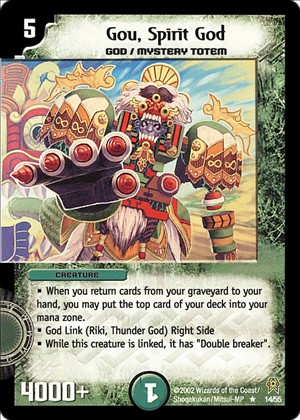 5
Gou, Spirit God
GOD / MYSTERY TOTEM
CREATURE
▪ When you return cards from your graveyard to your
hand, you may put the top card of your deck into your
mana zone.
▪ God Link (Riki, Thunder God) Right Side
▪ While this creature is linked, it has "Double breaker".
4000+
1
©2002 Wizards of the Coast/
Shogakukan/Mitsui-MP ★ 14/55